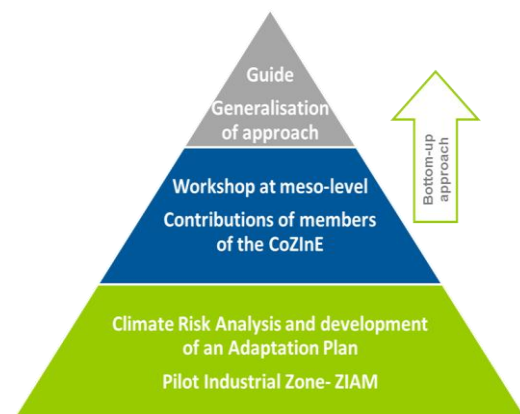 Guide
Generalisation
of approach
Workshop at meso-level
Contributions of members
of the CoZInE
Climate Risk Analysis and development
of an Adaptation Plan
Pilot Industrial Zone- ZIAM
Bottom-up
approach